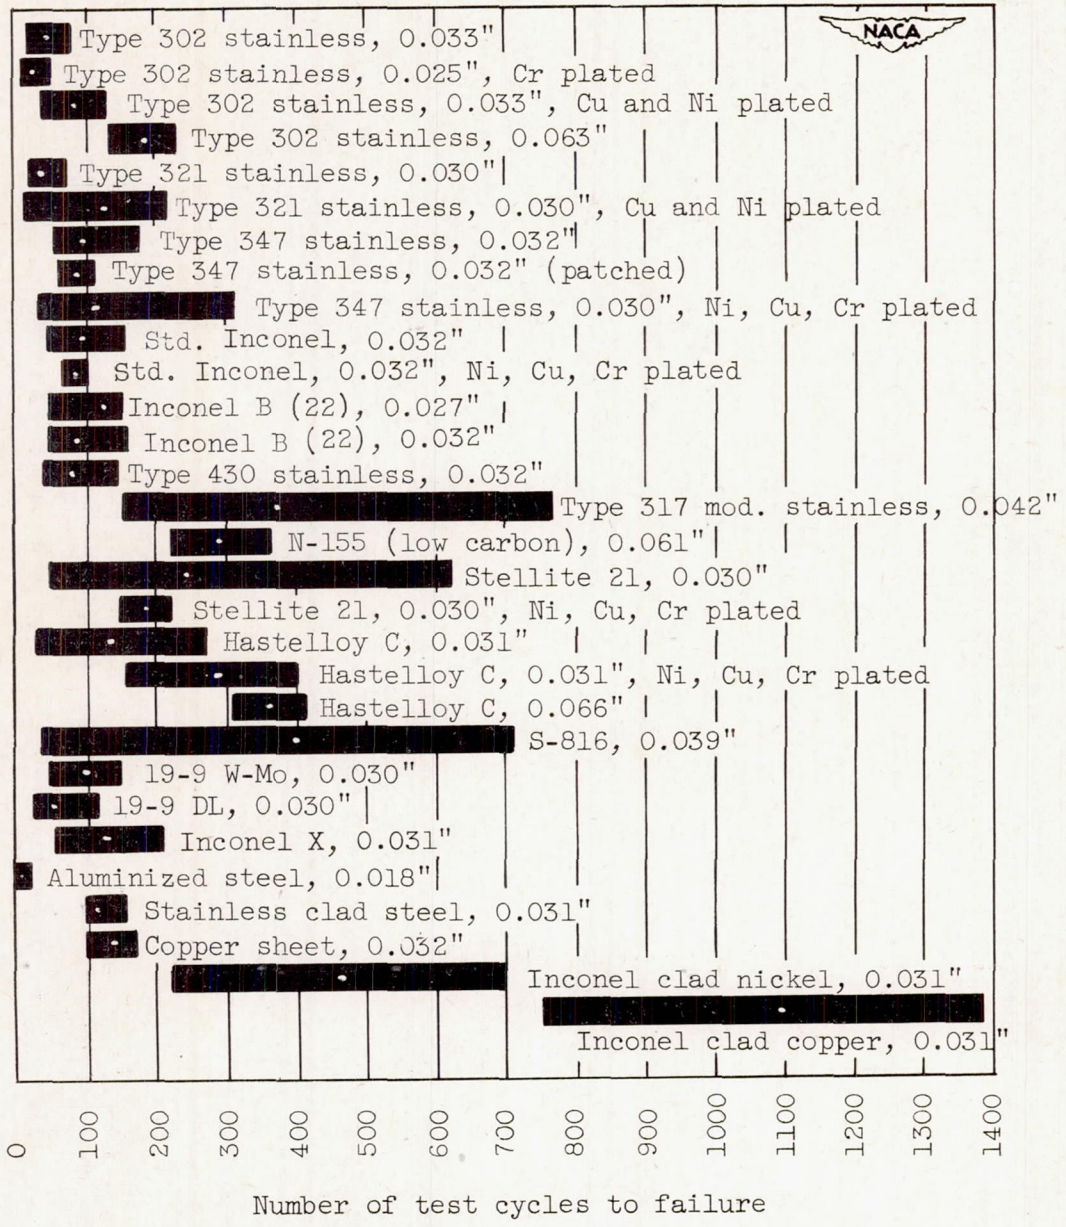 NACA
Type 302 stainless, 0.033"
Type 302 stainless, 0.025", Cr plated
Type 302 stainless, 0.033", Cu and Ni plated
Type 302 stainless, 0.063"
Type 321 stainless, 0.030"
Type 321 stainless, 0.030", Cu and Ni plated
Type 347 stainless, 0.032"
Type 347 stainless, 0.032" (patched)
Type 347 stainless, 0.030", Ni, Cu, Cr plated
Std. Inconel, 0.032"
Std. Inconel, 0.032", Ni, Cu, Cr plated
Inconel B (22), 0.027"
Inconel B (22), 0.032"
Type 430 stainless, 0.032"
Type 317 mod. stainless, 0.042"
N-155 (low carbon), 0.061"
Stellite 21, 0.030"
Stellite 21, 0.030", Ni, Cu, Cr plated
Hastelloy C, 0.031"
Hastelloy C, 0.031", Ni, Cu, Cr plated
Hastelloy C, 0.066"
S-816, 0.039"
19-9 W-Mo, 0.030"
19-9 DL, 0.030"
Inconel X, 0.031"
Aluminized steel, 0.018"
Stainless clad steel, 0.031"
Copper sheet, 0.032"
Inconel clad nickel, 0.031"
Inconel clad copper, 0.031"
0 100 200 300 400 500 600 700 800 900 1000 1100 1200 1300 1400
Number of test cycles to failure